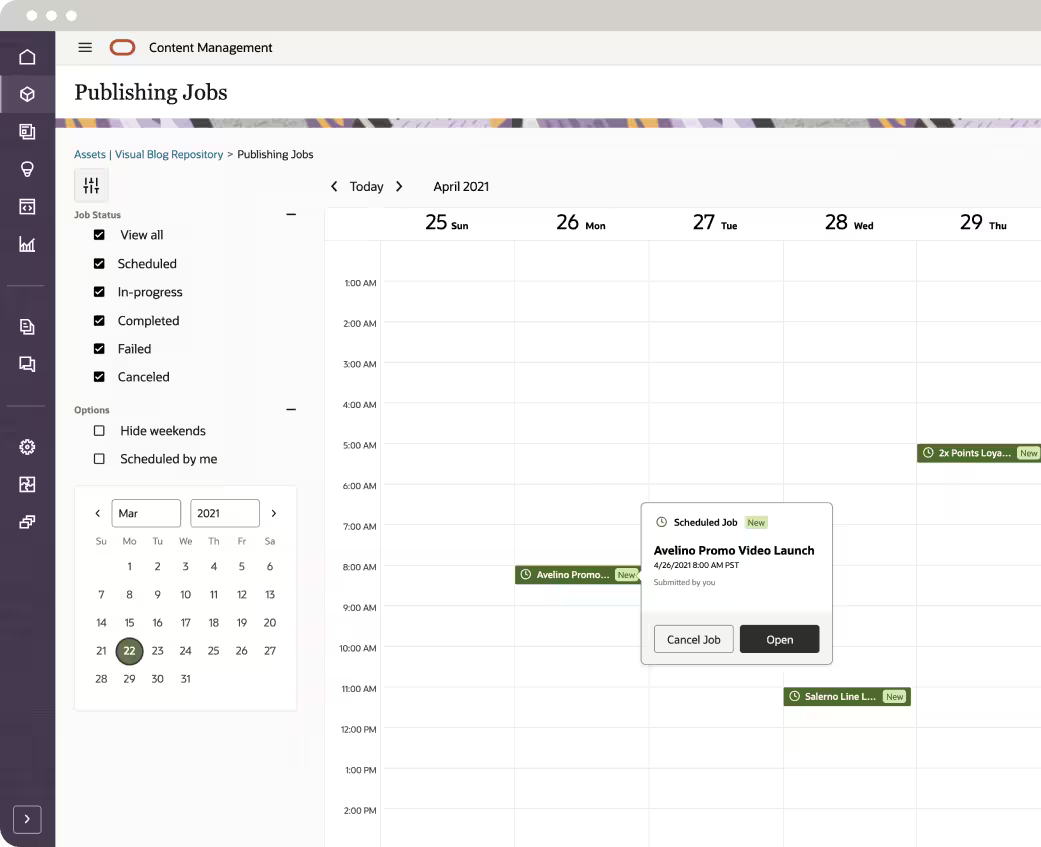 Content Management
Publishing Jobs
Assets | Visual Blog Repository > Publishing Jobs
Today April 2021
Job Status
View all
Scheduled
In-progress
Completed
Failed
Canceled
Options
Hide weekends
Scheduled by me
Mar 2021
Su Mo Tu We Th Fr Sa
1 2 3 4 5 6
7 8 9 10 11 12 13
14 15 16 17 18 19 20
21 22 23 24 25 26 27
28 29 30 31
25 Sun 26 Mon 27 Tue 28 Wed 29 Thu
1:00 AM
2:00 AM
3:00 AM
4:00 AM
5:00 AM
2x Points Loya... New
6:00 AM
7:00 AM
Scheduled Job New
Avelino Promo Video Launch
4/26/2021 8:00 AM PST
Submitted by you
Cancel Job Open
8:00 AM
Avelino Promo... New
9:00 AM
10:00 AM
11:00 AM
Salerno Line L... New
12:00 PM
1:00 PM
2:00 PM